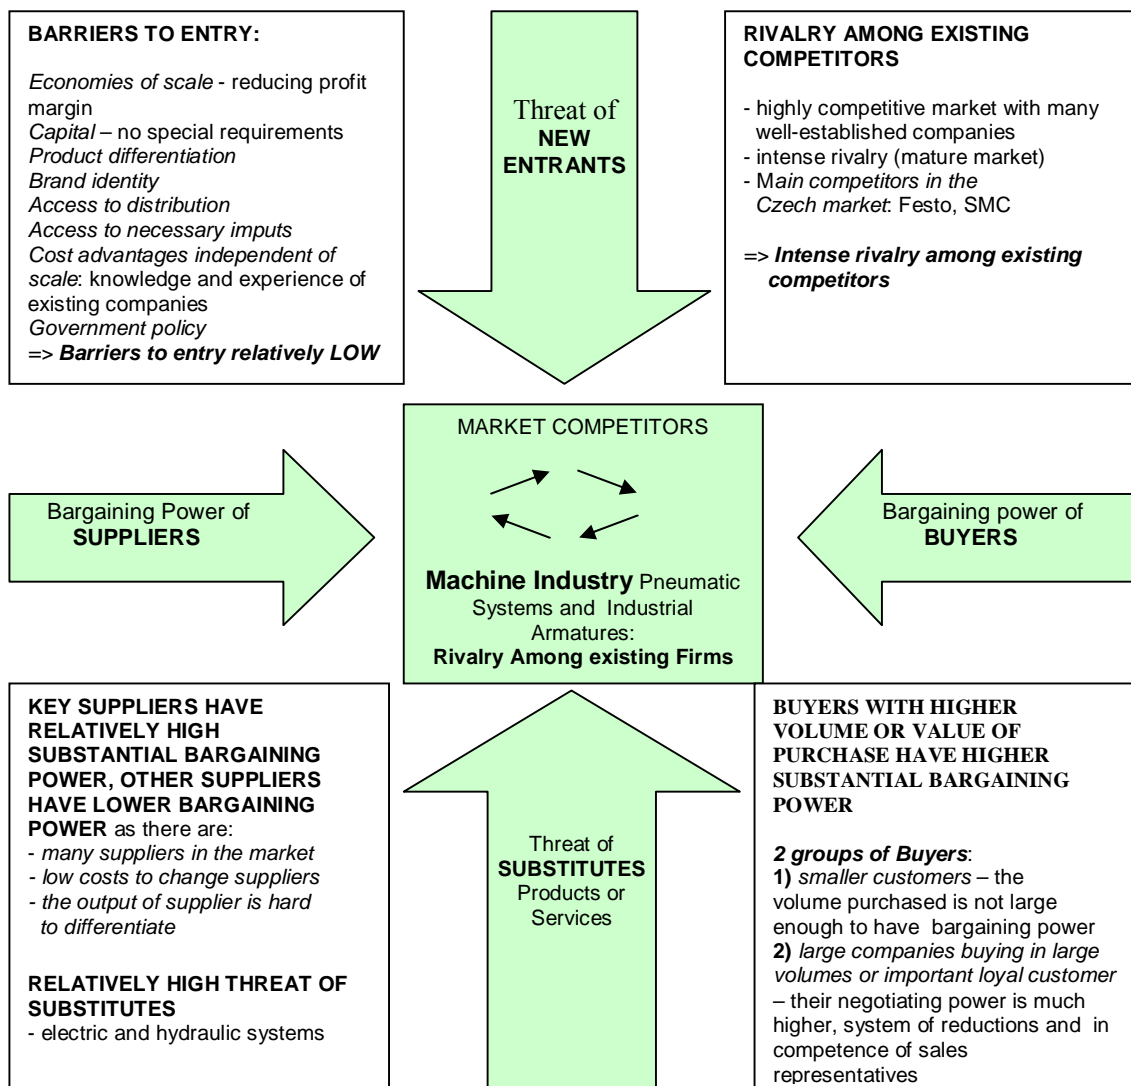 BARRIERS TO ENTRY:
Economies of scale - reducing profit
margin
Capital – no special requirements
Product differentiation
Brand identity
Access to distribution
Access to necessary imputs
Cost advantages independent of
scale: knowledge and experience of
existing companies
Government policy
=> Barriers to entry relatively LOW
Threat of
NEW
ENTRANTS
RIVALRY AMONG EXISTING
COMPETITORS
- highly competitive market with many
well-established companies
- intense rivalry (mature market)
- Main competitors in the
Czech market: Festo, SMC
=> Intense rivalry among existing
competitors
Bargaining Power of
SUPPLIERS
MARKET COMPETITORS
Machine Industry Pneumatic
Systems and Industrial
Armatures:
Rivalry Among existing Firms
Bargaining power of
BUYERS
KEY SUPPLIERS HAVE
RELATIVELY HIGH
SUBSTANTIAL BARGAINING
POWER, OTHER SUPPLIERS
HAVE LOWER BARGAINING
POWER as there are:
- many suppliers in the market
- low costs to change suppliers
- the output of supplier is hard
to differentiate
RELATIVELY HIGH THREAT OF
SUBSTITUTES
- electric and hydraulic systems
Threat of
SUBSTITUTES
Products or
Services
BUYERS WITH HIGHER
VOLUME OR VALUE OF
PURCHASE HAVE HIGHER
SUBSTANTIAL BARGAINING
POWER
2 groups of Buyers:
1) smaller customers – the
volume purchased is not large
enough to have bargaining power
2) large companies buying in large
volumes or important loyal customer
– their negotiating power is much
higher, system of reductions and in
competence of sales
representatives